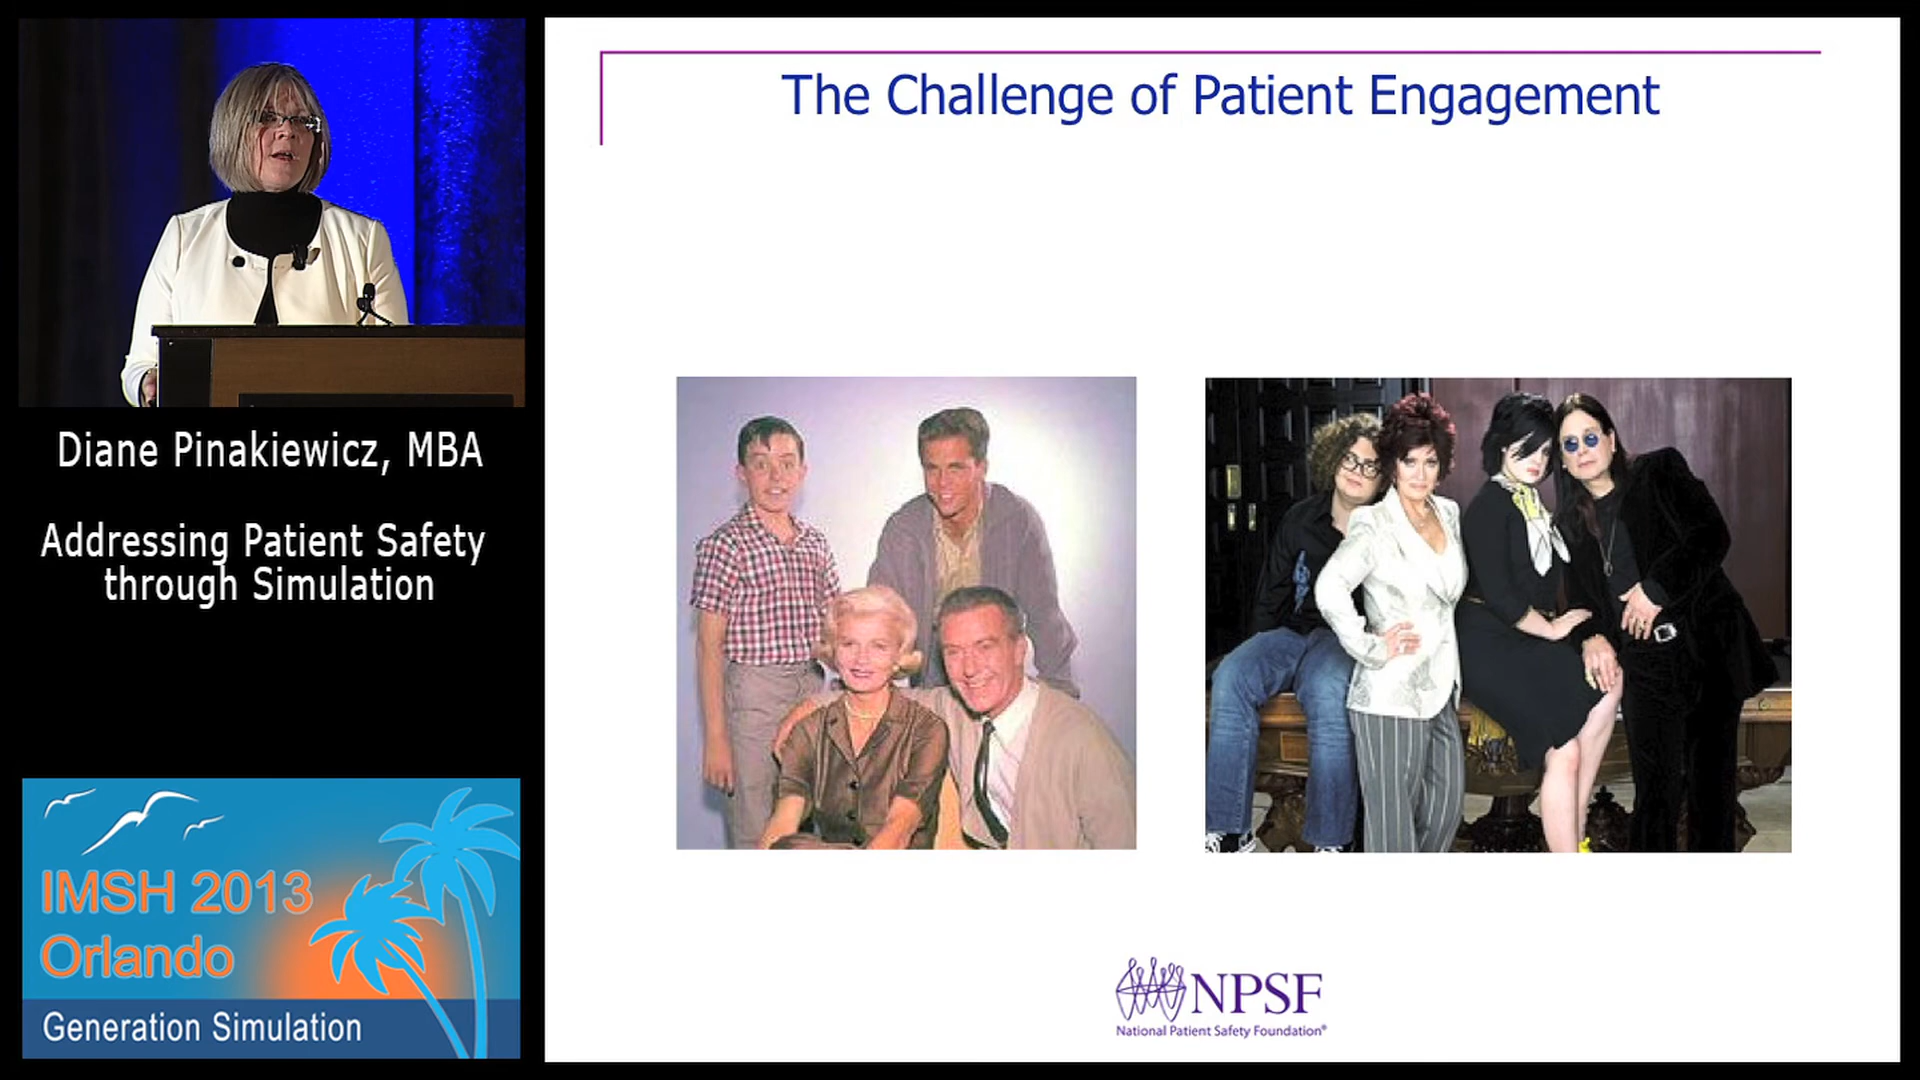 Diane Pinakiewicz, MBA
Addressing Patient Safety
through Simulation
IMSH 2013
Orlando
Generation Simulation
The Challenge of Patient Engagement
NPSF
National Patient Safety Foundation®